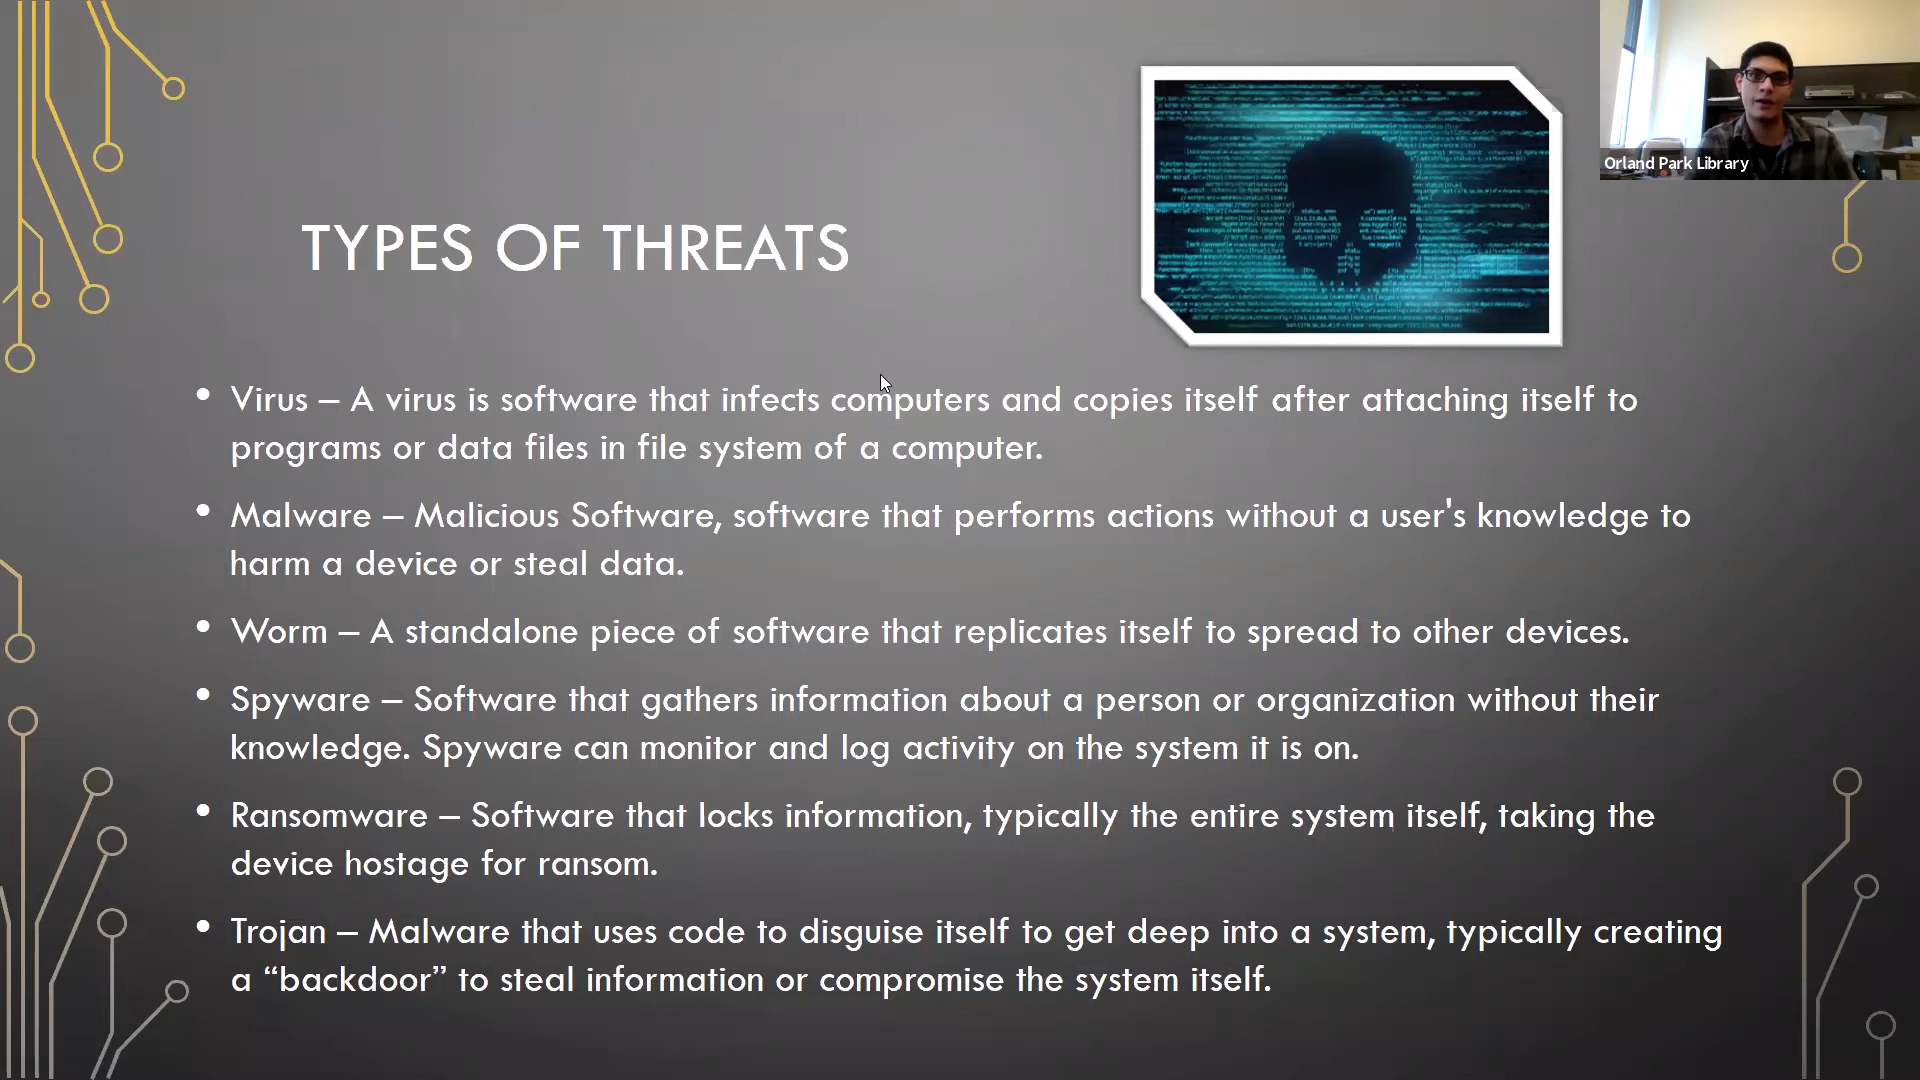 Orland Park Library
TYPES OF THREATS
• Virus – A virus is software that infects computers and copies itself after attaching itself to
programs or data files in file system of a computer.
• Malware – Malicious Software, software that performs actions without a user's knowledge to
harm a device or steal data.
• Worm – A standalone piece of software that replicates itself to spread to other devices.
• Spyware – Software that gathers information about a person or organization without their
knowledge. Spyware can monitor and log activity on the system it is on.
• Ransomware – Software that locks information, typically the entire system itself, taking the
device hostage for ransom.
• Trojan – Malware that uses code to disguise itself to get deep into a system, typically creating
a “backdoor” to steal information or compromise the system itself.